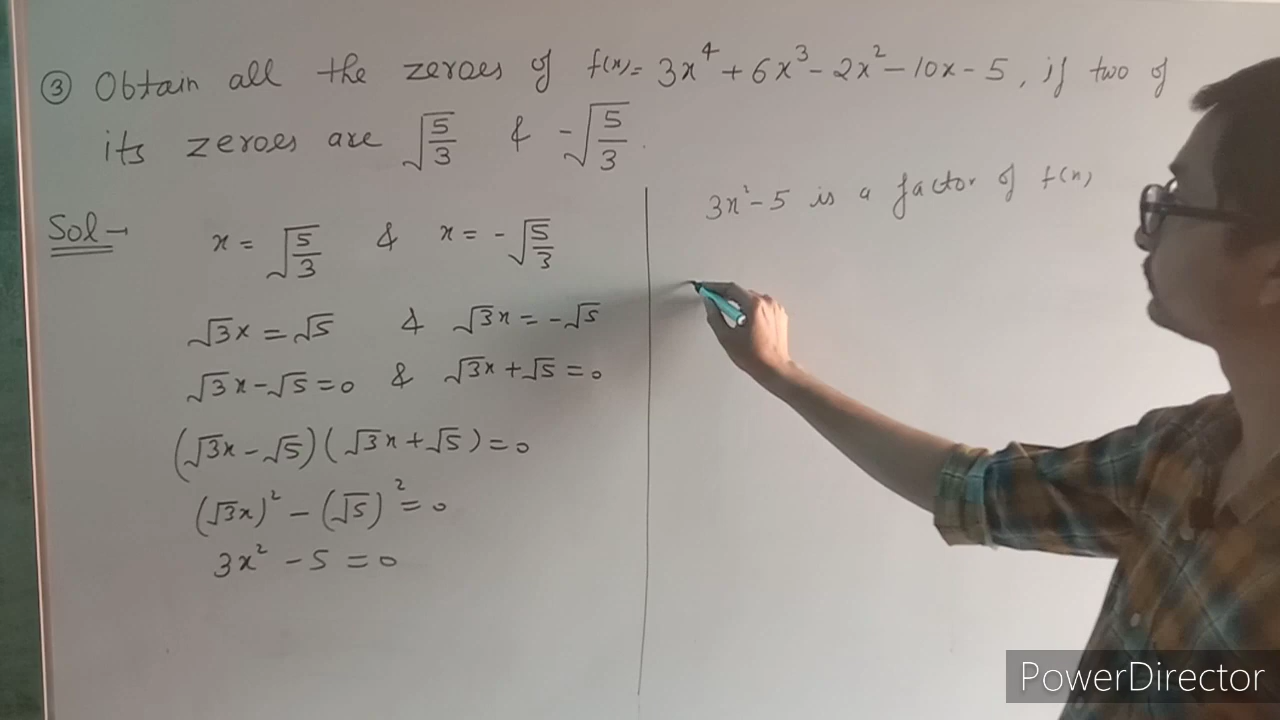 ③ Obtain all the zeroes of f(x) = 3x⁴ + 6x³ - 2x² - 10x - 5, if two of
its zeroes are √(5/3) & -√(5/3).
Sol -
x = √(5/3) & x = -√(5/3)
√3x = √5 & √3x = -√5
√3x - √5 = 0 & √3x + √5 = 0
(√3x - √5)(√3x + √5) = 0
(√3x)² - (√5)² = 0
3x² - 5 = 0
3x² - 5 is a factor of f(x)
PowerDirector